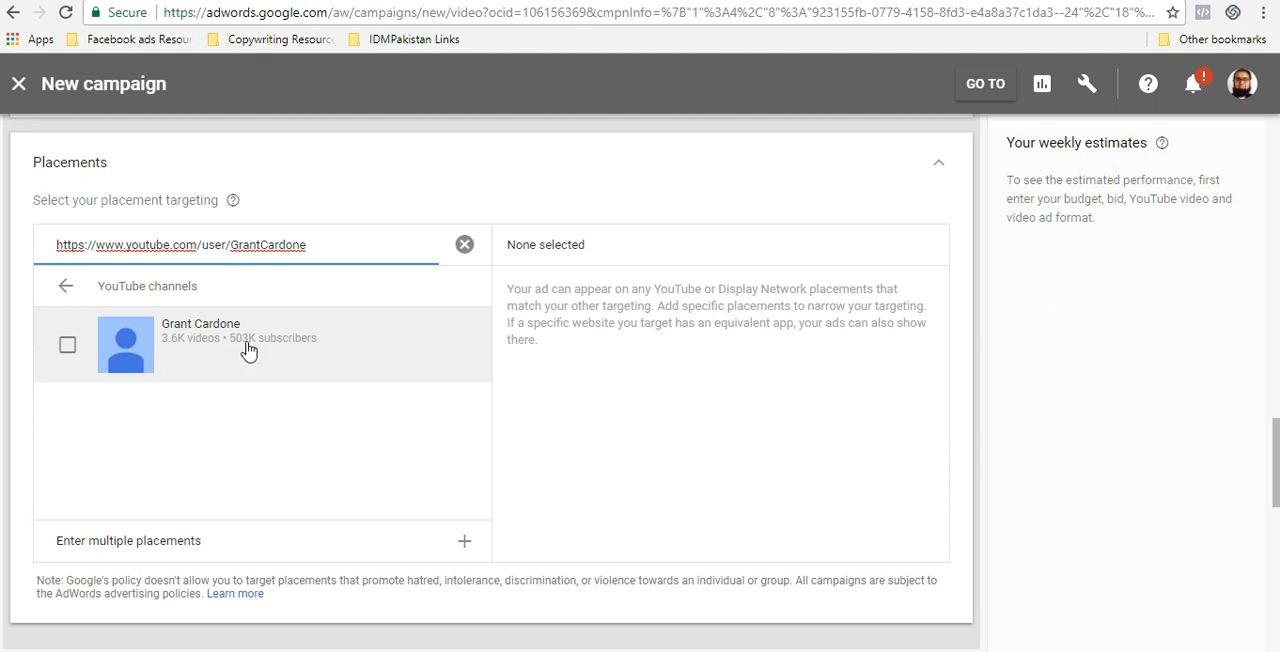 Secure https://adwords.google.com/aw/campaigns/new/video?ocid=106156369&cmpnInfo=%7B"1"%3A4%2C"8"%3A"923155fb-0779-4158-8fd3-e4a8a37c1da3--24"%2C"18"%...
Apps Facebook ads Resou Copywriting Resourc IDMPakistan Links Other bookmarks
New campaign GO TO
Placements
Select your placement targeting
https://www.youtube.com/user/GrantCardone
None selected
YouTube channels
Grant Cardone
3.6K videos • 503K subscribers
Your ad can appear on any YouTube or Display Network placements that
match your other targeting. Add specific placements to narrow your targeting.
If a specific website you target has an equivalent app, your ads can also show
there.
Enter multiple placements
Note: Google's policy doesn't allow you to target placements that promote hatred, intolerance, discrimination, or violence towards an individual or group. All campaigns are subject to
the AdWords advertising policies. Learn more
Your weekly estimates
To see the estimated performance, first
enter your budget, bid, YouTube video and
video ad format.